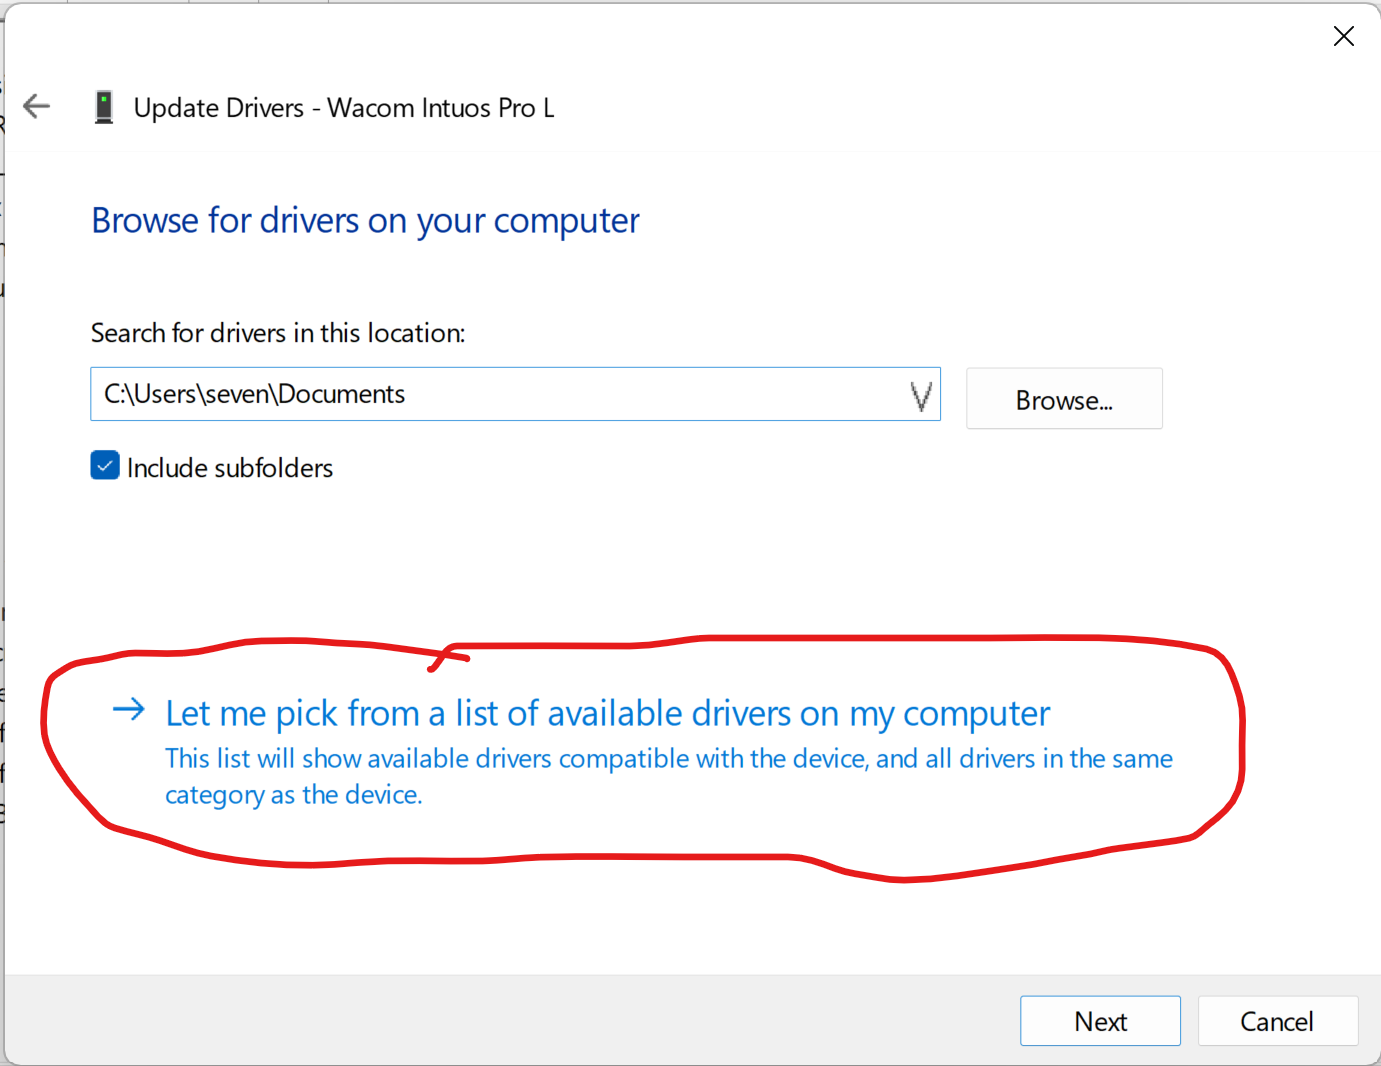 Update Drivers - Wacom Intuos Pro L
Browse for drivers on your computer
Search for drivers in this location:
C:\Users\seven\Documents
Browse...
Include subfolders
Let me pick from a list of available drivers on my computer
This list will show available drivers compatible with the device, and all drivers in the same
category as the device.
Next
Cancel